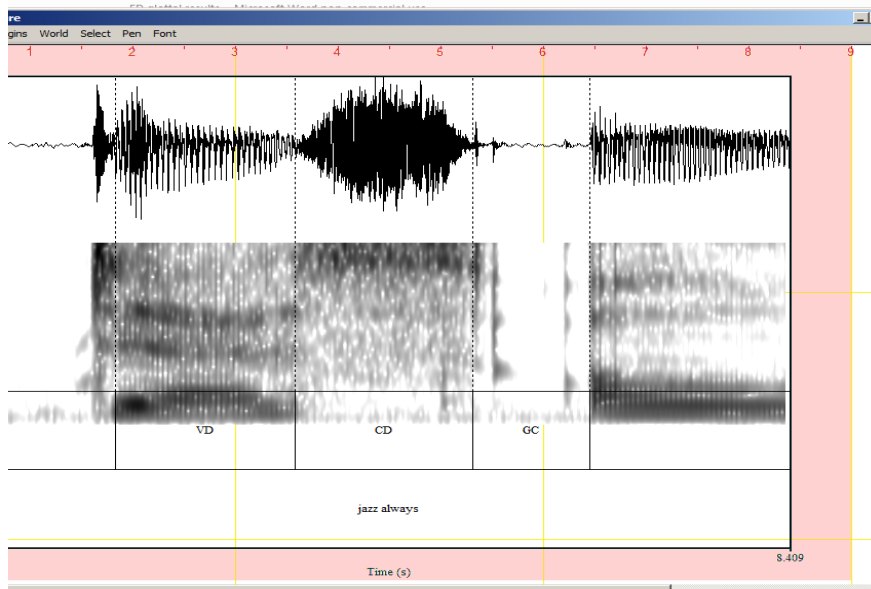 re
gins World Select Pen Font
1 2 3 4 5 6 7 8 9
VD CD GC
jazz always
8.409
Time (s)